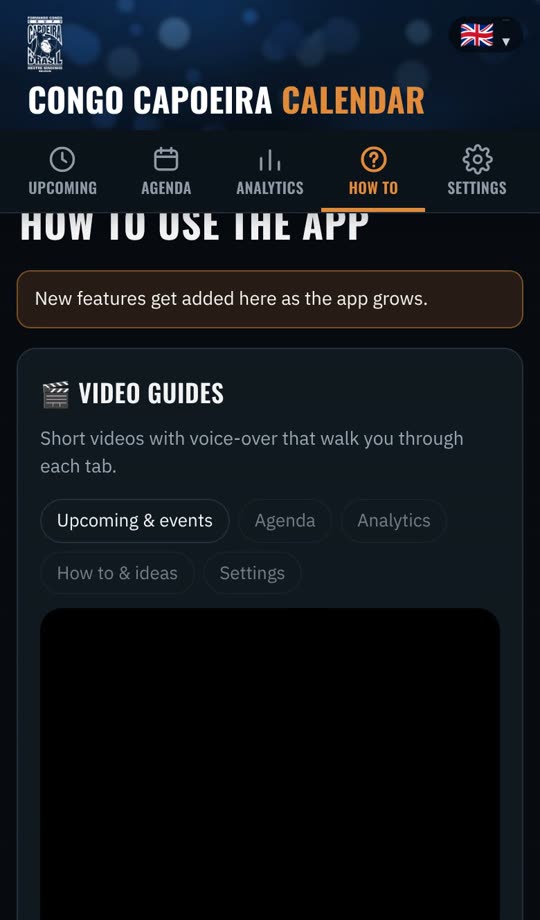 CAPOEIRA
BRASIL
CONGO CAPOEIRA CALENDAR
UPCOMING
AGENDA
ANALYTICS
HOW TO
SETTINGS
HOW TO USE THE APP
New features get added here as the app grows.
VIDEO GUIDES
Short videos with voice-over that walk you through
each tab.
Upcoming & events
Agenda
Analytics
How to & ideas
Settings